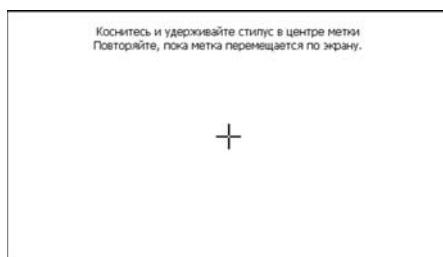 Коснитесь и удерживайте стилус в центре метки
Повторяйте, пока метка перемещается по экрану.